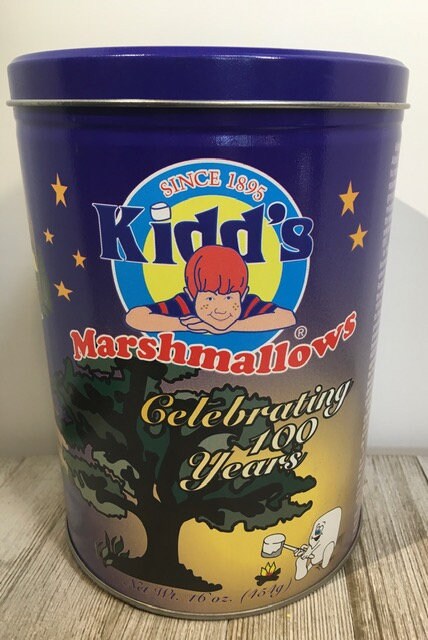 SINCE 1895
Kidd's
Marshmallows®
Celebrating
100
Years
Net Wt. 16 oz. (454g)